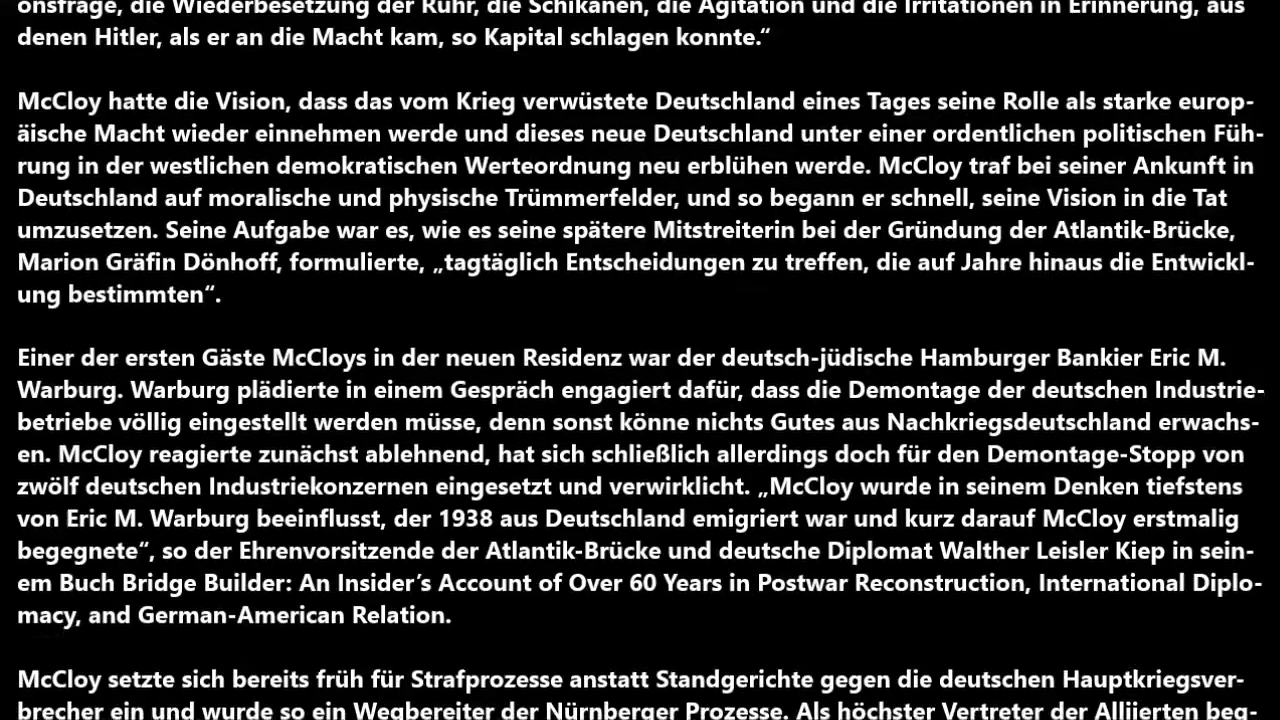 onsfrage, die Wiederbesetzung der Ruhr, die Schikanen, die Agitation und die Irritationen in Erinnerung, aus
denen Hitler, als er an die Macht kam, so Kapital schlagen konnte.“
McCloy hatte die Vision, dass das vom Krieg verwüstete Deutschland eines Tages seine Rolle als starke europ-
äische Macht wieder einnehmen werde und dieses neue Deutschland unter einer ordentlichen politischen Füh-
rung in der westlichen demokratischen Werteordnung neu erblühen werde. McCloy traf bei seiner Ankunft in
Deutschland auf moralische und physische Trümmerfelder, und so begann er schnell, seine Vision in die Tat
umzusetzen. Seine Aufgabe war es, wie es seine spätere Mitstreiterin bei der Gründung der Atlantik-Brücke,
Marion Gräfin Dönhoff, formulierte, „tagtäglich Entscheidungen zu treffen, die auf Jahre hinaus die Entwickl-
ung bestimmten“.
Einer der ersten Gäste McCloys in der neuen Residenz war der deutsch-jüdische Hamburger Bankier Eric M.
Warburg. Warburg plädierte in einem Gespräch engagiert dafür, dass die Demontage der deutschen Industrie-
betriebe völlig eingestellt werden müsse, denn sonst könne nichts Gutes aus Nachkriegsdeutschland erwachs-
en. McCloy reagierte zunächst ablehnend, hat sich schließlich allerdings doch für den Demontage-Stopp von
zwölf deutschen Industriekonzernen eingesetzt und verwirklicht. „McCloy wurde in seinem Denken tiefstens
von Eric M. Warburg beeinflusst, der 1938 aus Deutschland emigriert war und kurz darauf McCloy erstmalig
begegnete“, so der Ehrenvorsitzende der Atlantik-Brücke und deutsche Diplomat Walther Leisler Kiep in sein-
em Buch Bridge Builder: An Insider’s Account of Over 60 Years in Postwar Reconstruction, International Diplo-
macy, and German-American Relation.
McCloy setzte sich bereits früh für Strafprozesse anstatt Standgerichte gegen die deutschen Hauptkriegsver-
brecher ein und wurde so ein Wegbereiter der Nürnberger Prozesse. Als höchster Vertreter der Alliierten beg-